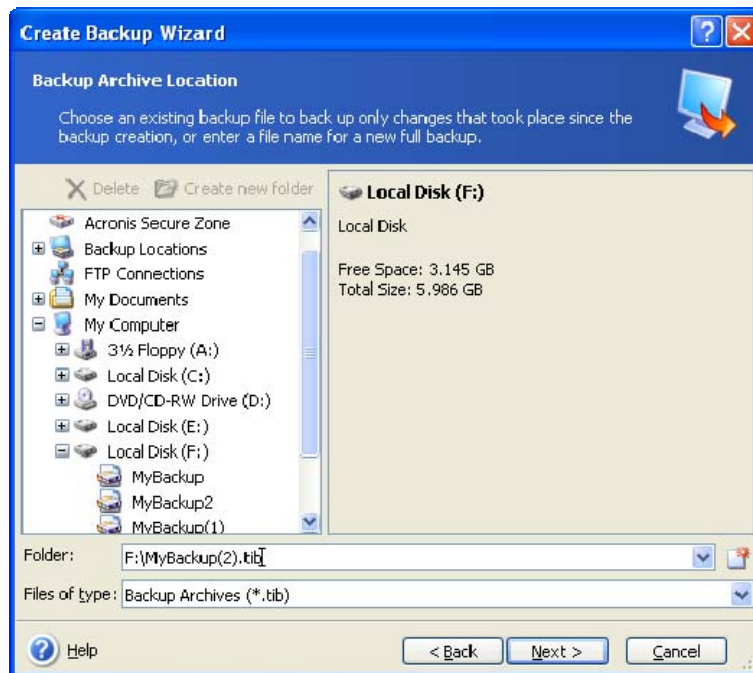 Create Backup Wizard
Backup Archive Location
Choose an existing backup file to back up only changes that took place since the
backup creation, or enter a file name for a new full backup.
Delete Create new folder
Acronis Secure Zone
Backup Locations
FTP Connections
My Documents
My Computer
3½ Floppy (A:)
Local Disk (C:)
DVD/CD-RW Drive (D:)
Local Disk (E:)
Local Disk (F:)
MyBackup
MyBackup2
MyBackup(1)
Local Disk (F:)
Local Disk
Free Space: 3.145 GB
Total Size: 5.986 GB
Folder: F:\MyBackup(2).tib
Files of type: Backup Archives (*.tib)
Help < Back Next > Cancel